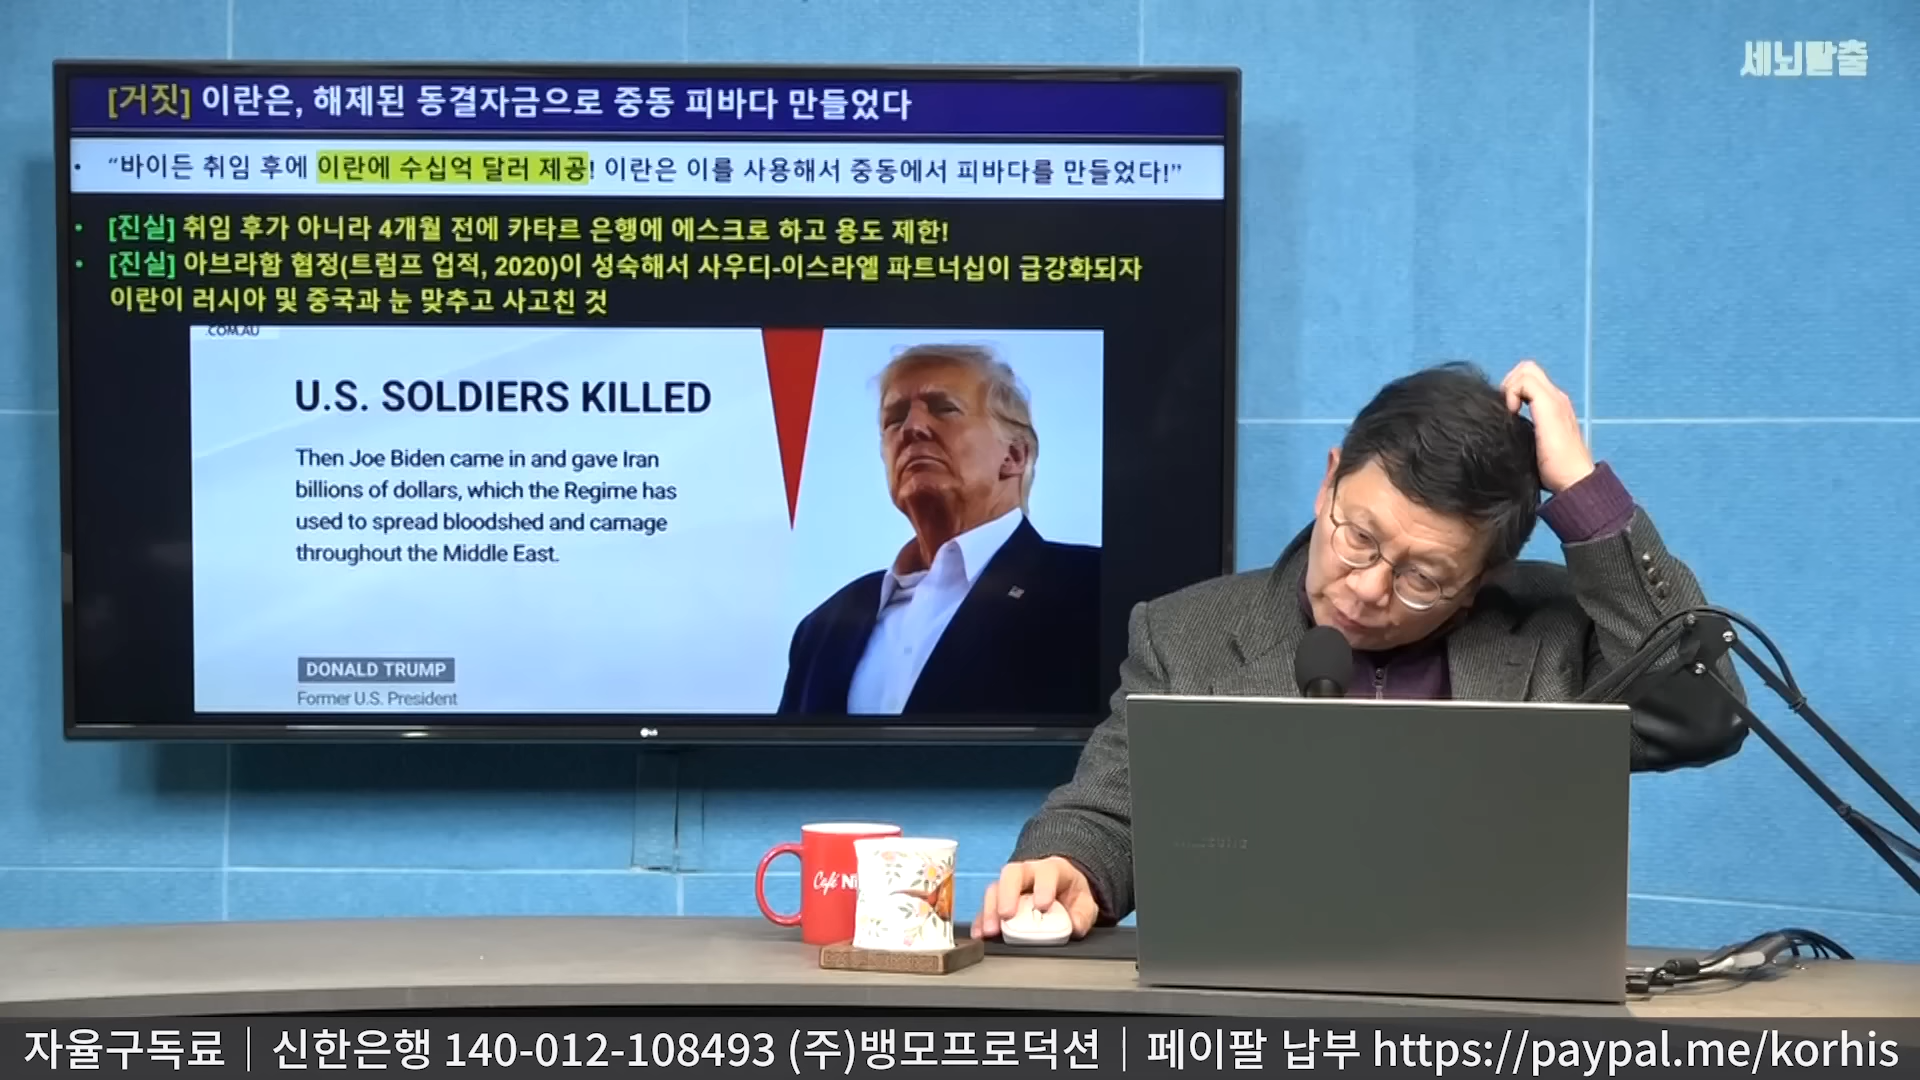 세뇌탈출
[거짓] 이란은, 해제된 동결자금으로 중동 피바다 만들었다
• “바이든 취임 후에 이란에 수십억 달러 제공! 이란은 이를 사용해서 중동에서 피바다를 만들었다!”
• [진실] 취임 후가 아니라 4개월 전에 카타르 은행에 에스크로 하고 용도 제한!
• [진실] 아브라함 협정(트럼프 업적, 2020)이 성숙해서 사우디-이스라엘 파트너십이 급강화되자
이란이 러시아 및 중국과 눈 맞추고 사고친 것
.COM.AU
U.S. SOLDIERS KILLED
Then Joe Biden came in and gave Iran
billions of dollars, which the Regime has
used to spread bloodshed and carnage
throughout the Middle East.
DONALD TRUMP
Former U.S. President
LG
Café Ni
SAMSUNG
자율구독료│신한은행 140-012-108493 (주)뱅모프로덕션│페이팔 납부 https://paypal.me/korhis